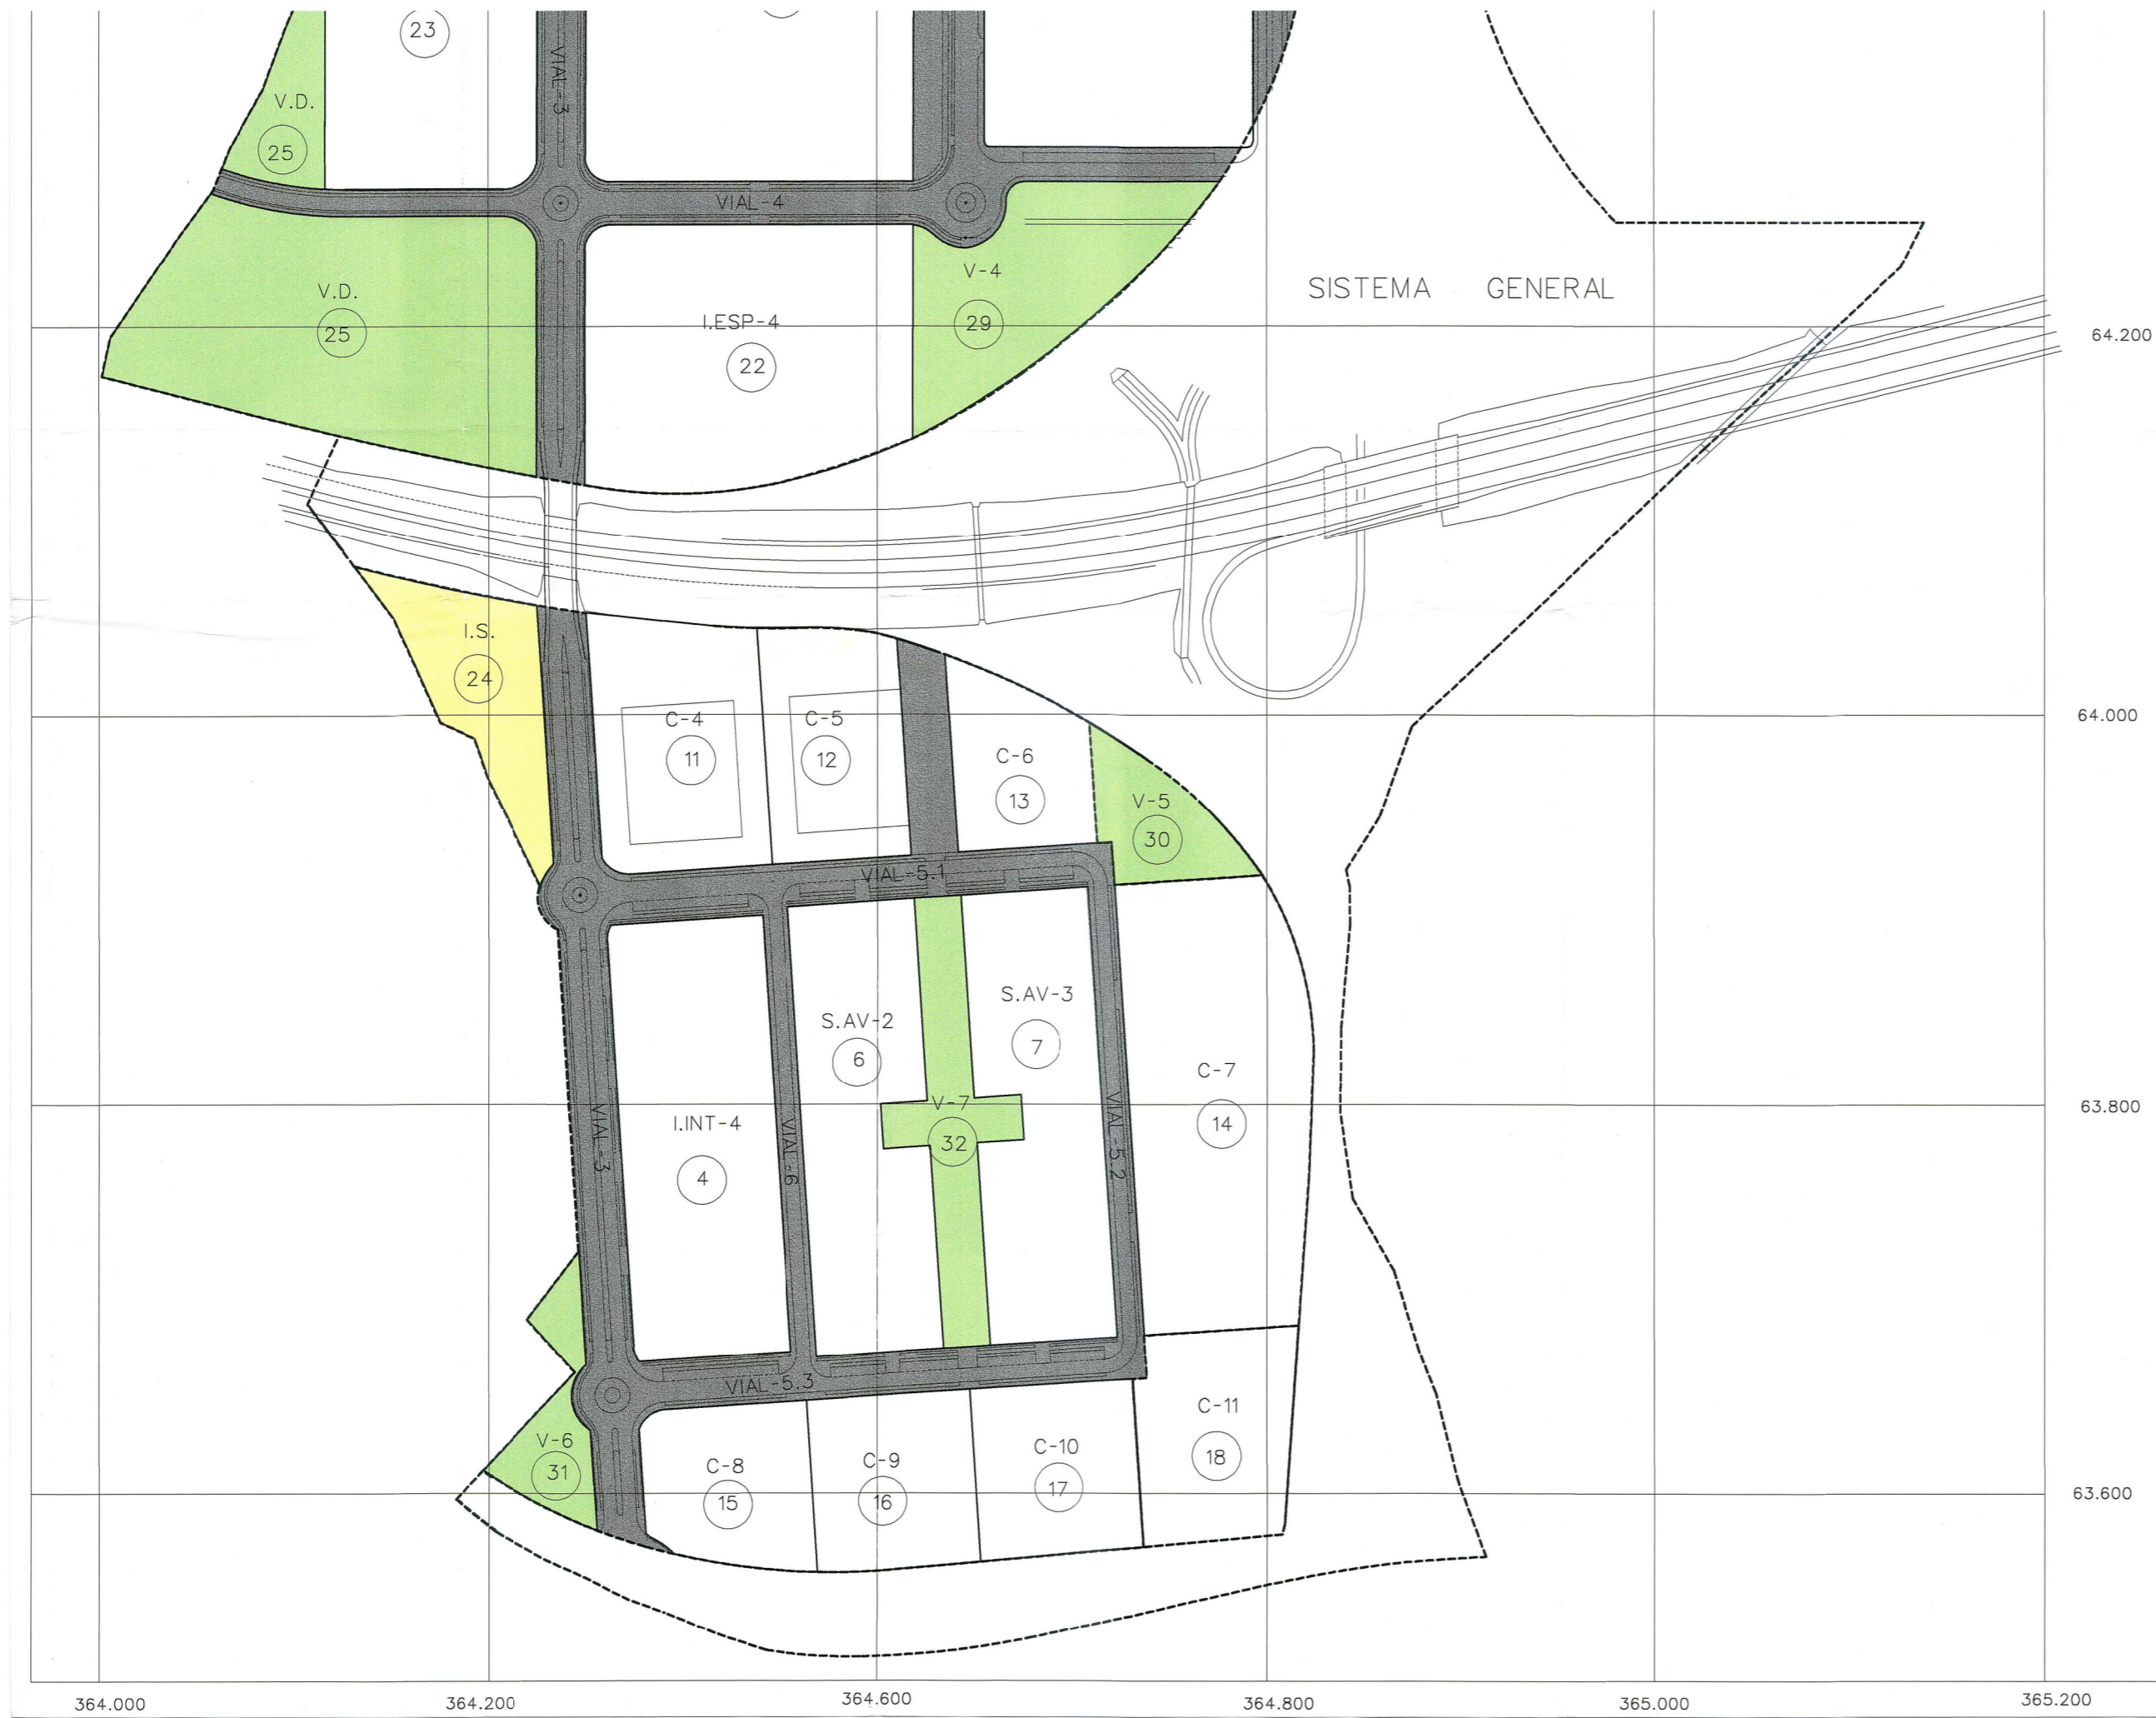 23
VIAL-3
V.D.
25
VIAL-4
V-4
29
V.D.
25
I.ESP-4
22
SISTEMA GENERAL
64.200
I.S.
24
C-4
11
C-5
12
64.000
C-6
13
V-5
30
VIAL-5.1
S.AV-3
7
S.AV-2
6
C-7
14
V-7
32
63.800
I.INT-4
4
VIAL-3
VIAL-6
VIAL-5.2
VIAL-5.3
V-6
31
C-8
15
C-9
16
C-10
17
C-11
18
63.600
364.000
364.200
364.600
364.800
365.000
365.200